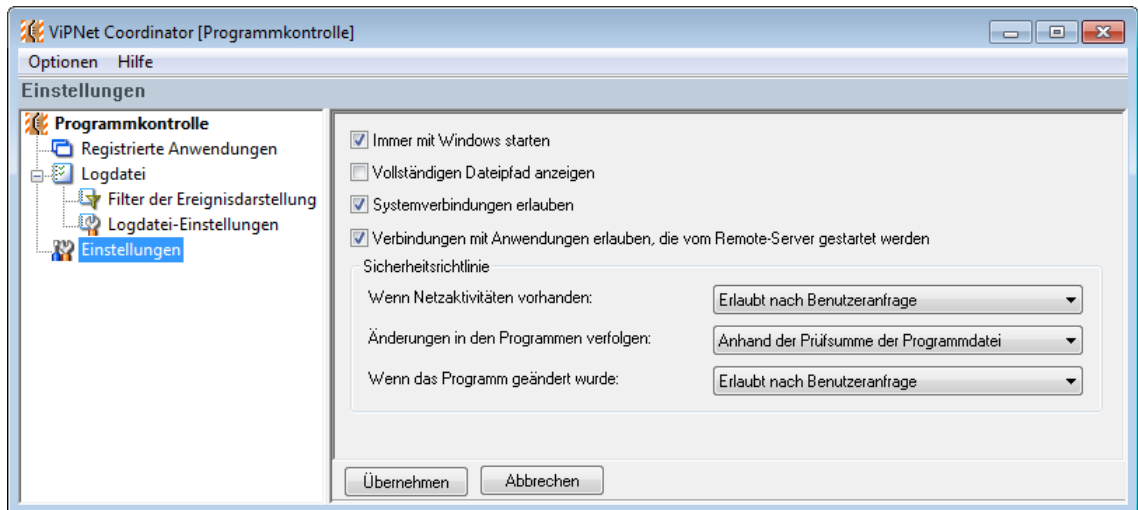 ViPNet Coordinator [Programmkontrolle]
Optionen Hilfe
Einstellungen
Programmkontrolle
Registrierte Anwendungen
Logdatei
Filter der Ereignisdarstellung
Logdatei-Einstellungen
Einstellungen
Immer mit Windows starten
Vollständigen Dateipfad anzeigen
Systemverbindungen erlauben
Verbindungen mit Anwendungen erlauben, die vom Remote-Server gestartet werden
Sicherheitsrichtlinie
Wenn Netzaktivitäten vorhanden: Erlaubt nach Benutzeranfrage
Änderungen in den Programmen verfolgen: Anhand der Prüfsumme der Programmdatei
Wenn das Programm geändert wurde: Erlaubt nach Benutzeranfrage
Übernehmen Abbrechen